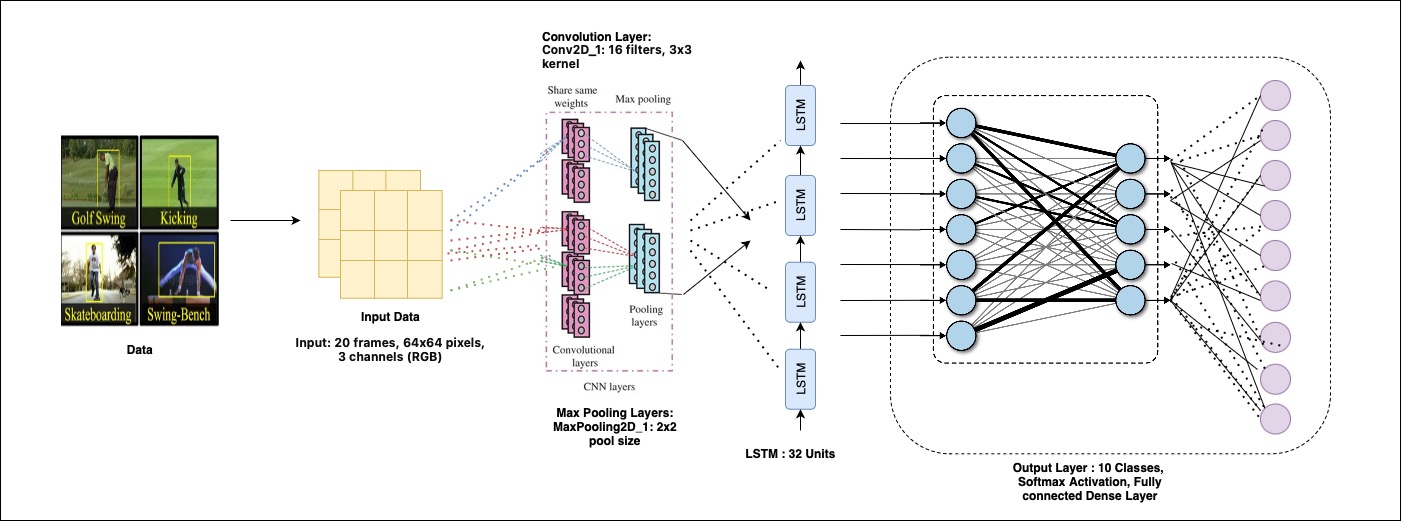 Convolution Layer:
Conv2D_1: 16 filters, 3x3
kernel
Share same
weights
Max pooling
Golf Swing
Kicking
Skateboarding
Swing-Bench
Data
Input Data
Input: 20 frames, 64x64 pixels,
3 channels (RGB)
Pooling
layers
Convolutional
layers
CNN layers
Max Pooling Layers:
MaxPooling2D_1: 2x2
pool size
LSTM
LSTM
LSTM
LSTM
LSTM : 32 Units
Output Layer : 10 Classes,
Softmax Activation, Fully
connected Dense Layer